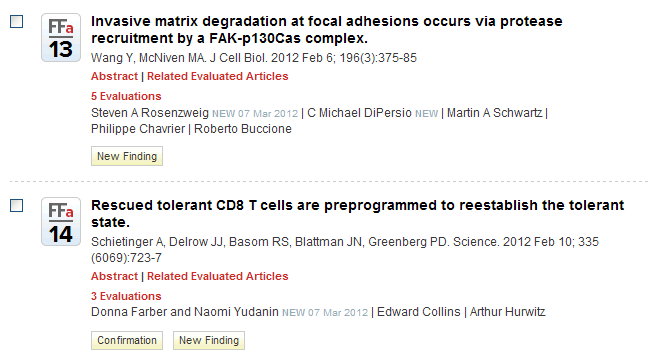 FFa
13
Invasive matrix degradation at focal adhesions occurs via protease
recruitment by a FAK-p130Cas complex.
Wang Y, McNiven MA. J Cell Biol. 2012 Feb 6; 196(3):375-85
Abstract | Related Evaluated Articles
5 Evaluations
Steven A Rosenzweig NEW 07 Mar 2012 | C Michael DiPersio NEW | Martin A Schwartz |
Philippe Chavrier | Roberto Buccione
New Finding
FFa
14
Rescued tolerant CD8 T cells are preprogrammed to reestablish the tolerant
state.
Schietinger A, Delrow JJ, Basom RS, Blattman JN, Greenberg PD. Science. 2012 Feb 10; 335
(6069):723-7
Abstract | Related Evaluated Articles
3 Evaluations
Donna Farber and Naomi Yudanin NEW 07 Mar 2012 | Edward Collins | Arthur Hurwitz
Confirmation New Finding